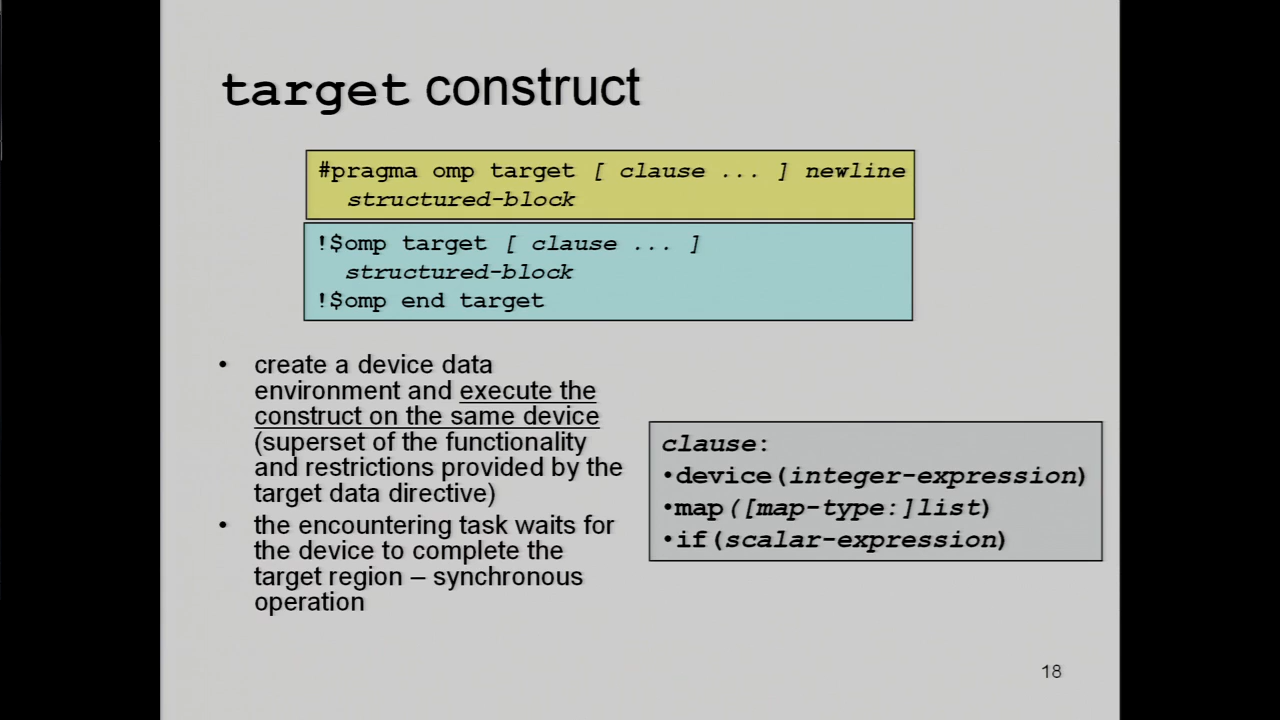 target construct
#pragma omp target [ clause ... ] newline
structured-block
!$omp target [ clause ... ]
structured-block
!$omp end target
• create a device data
environment and execute the
construct on the same device
(superset of the functionality
and restrictions provided by the
target data directive)
• the encountering task waits for
the device to complete the
target region – synchronous
operation
clause:
•device(integer-expression)
•map([map-type:]list)
•if(scalar-expression)
18